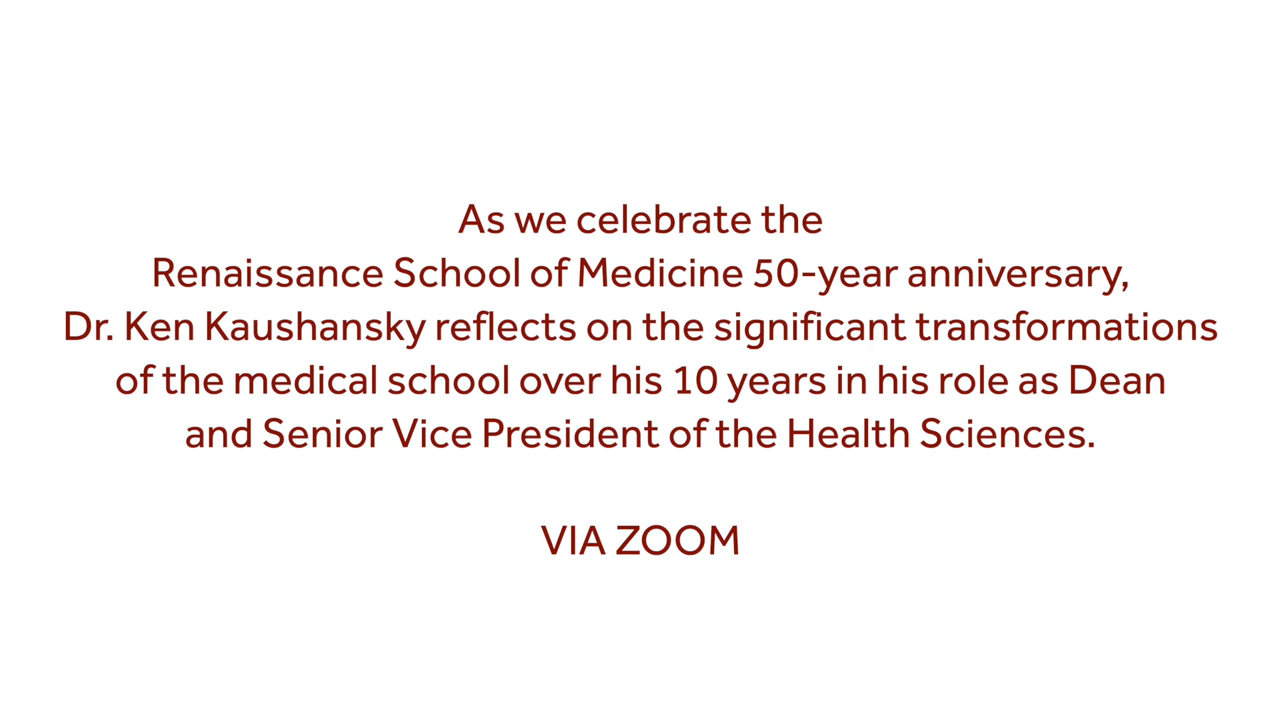 As we celebrate the
Renaissance School of Medicine 50-year anniversary,
Dr. Ken Kaushansky reflects on the significant transformations
of the medical school over his 10 years in his role as Dean
and Senior Vice President of the Health Sciences.
VIA ZOOM